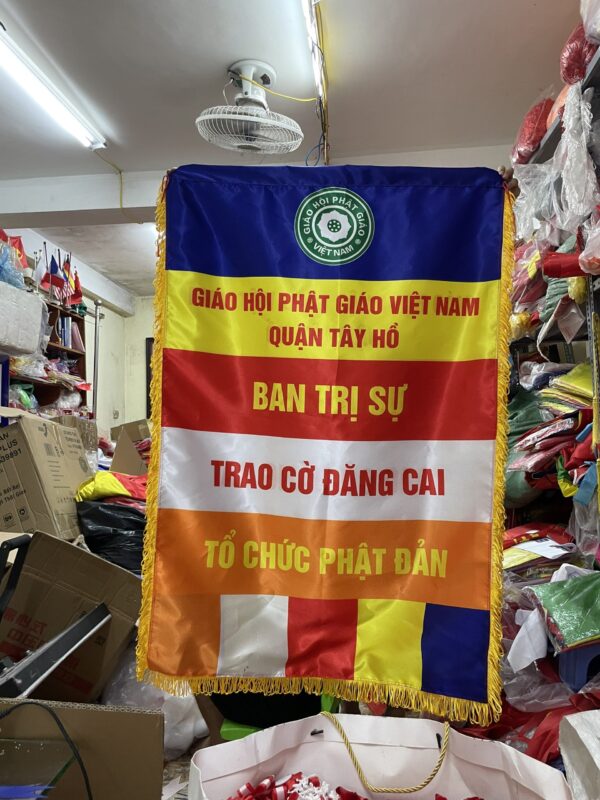 GIÁO HỘI PHẬT GIÁO
VIỆT NAM
GIÁO HỘI PHẬT GIÁO VIỆT NAM
QUẬN TÂY HỒ
BAN TRỊ SỰ
TRAO CỜ ĐĂNG CAI
TỔ CHỨC PHẬT ĐẢN
PLUS